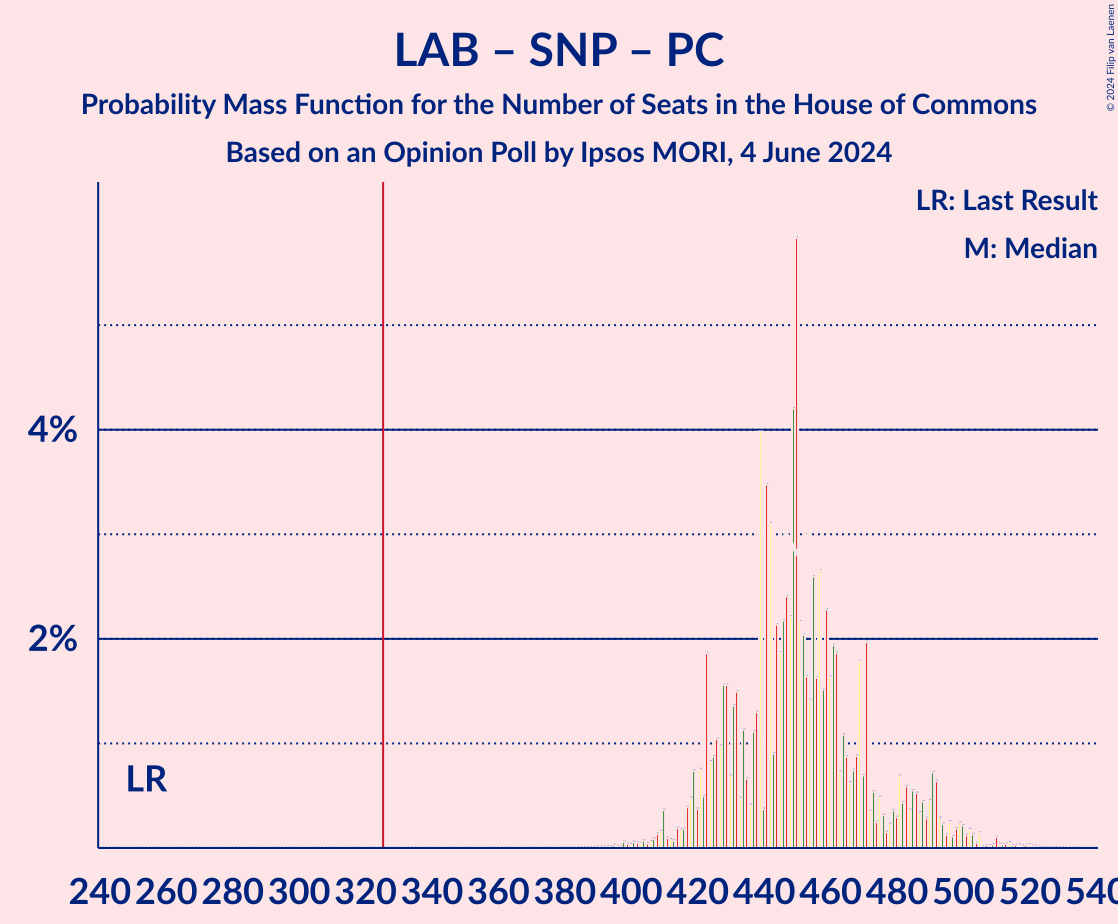 LAB – SNP – PC
Probability Mass Function for the Number of Seats in the House of Commons
Based on an Opinion Poll by Ipsos MORI, 4 June 2024
© 2024 Filip van Laenen
LR: Last Result
M: Median
4%
2%
LR
240 260 280 300 320 340 360 380 400 420 440 460 480 500 520 540